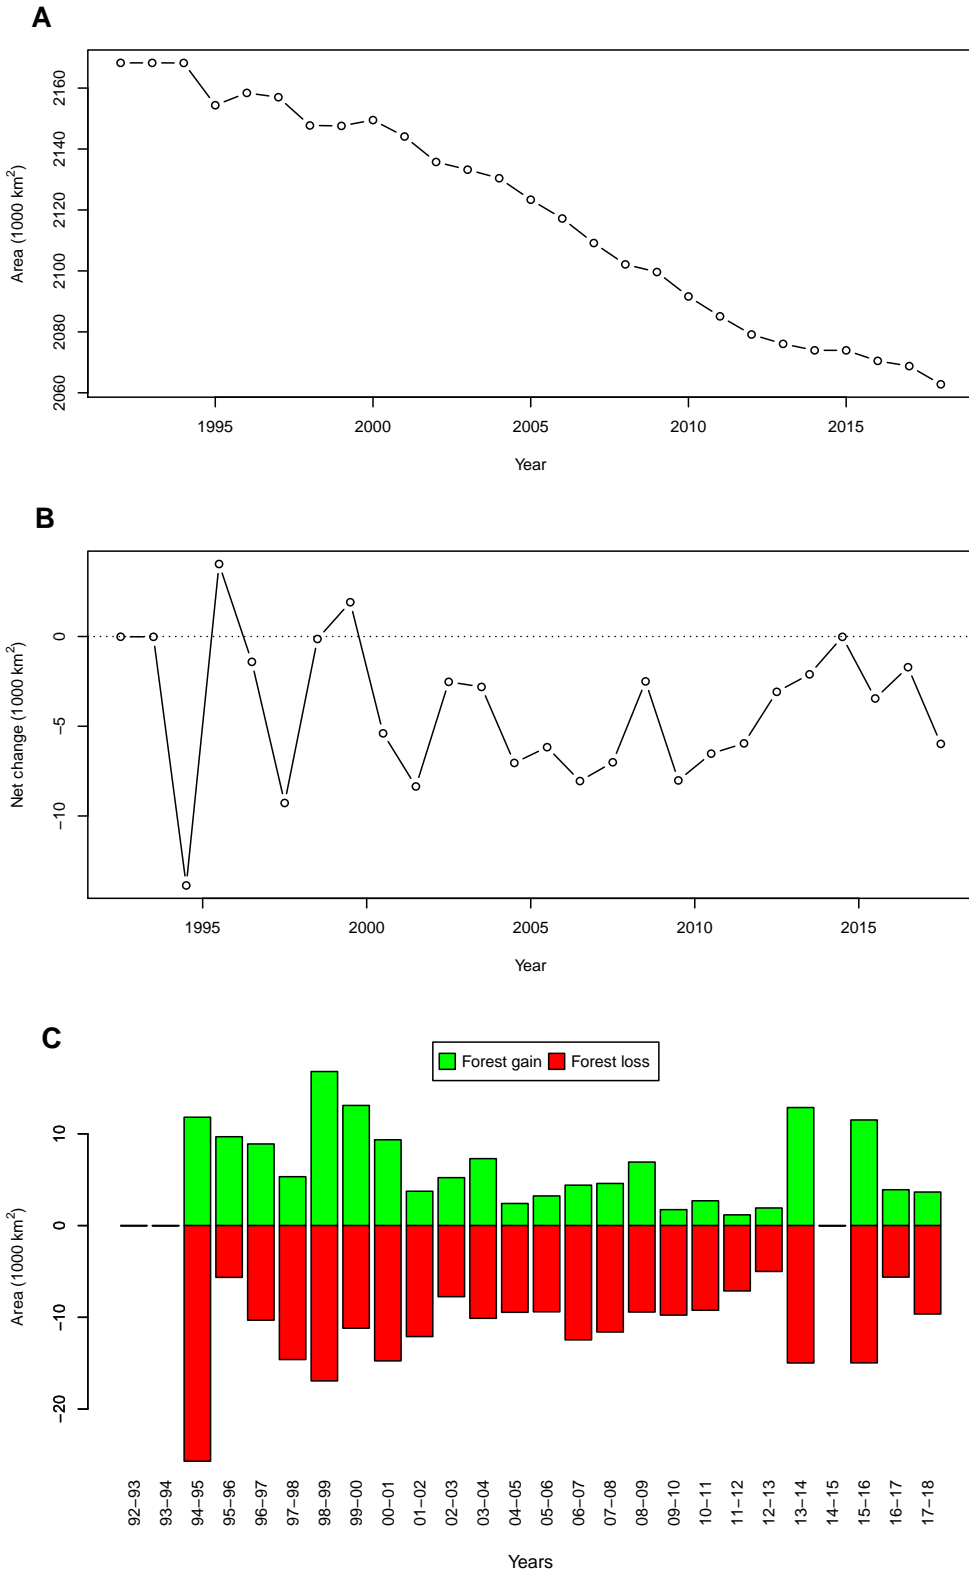 A
Area (1000 km²)
2160
2140
2120
2100
2080
2060
1995 2000 2005 2010 2015
Year
B
Net change (1000 km²)
0
−5
−10
1995 2000 2005 2010 2015
Year
C
Forest gain Forest loss
Area (1000 km²)
10
0
−10
−20
92−93 93−94 94−95 95−96 96−97 97−98 98−99 99−00 00−01 01−02 02−03 03−04 04−05 05−06 06−07 07−08 08−09 09−10 10−11 11−12 12−13 13−14 14−15 15−16 16−17 17−18
Years